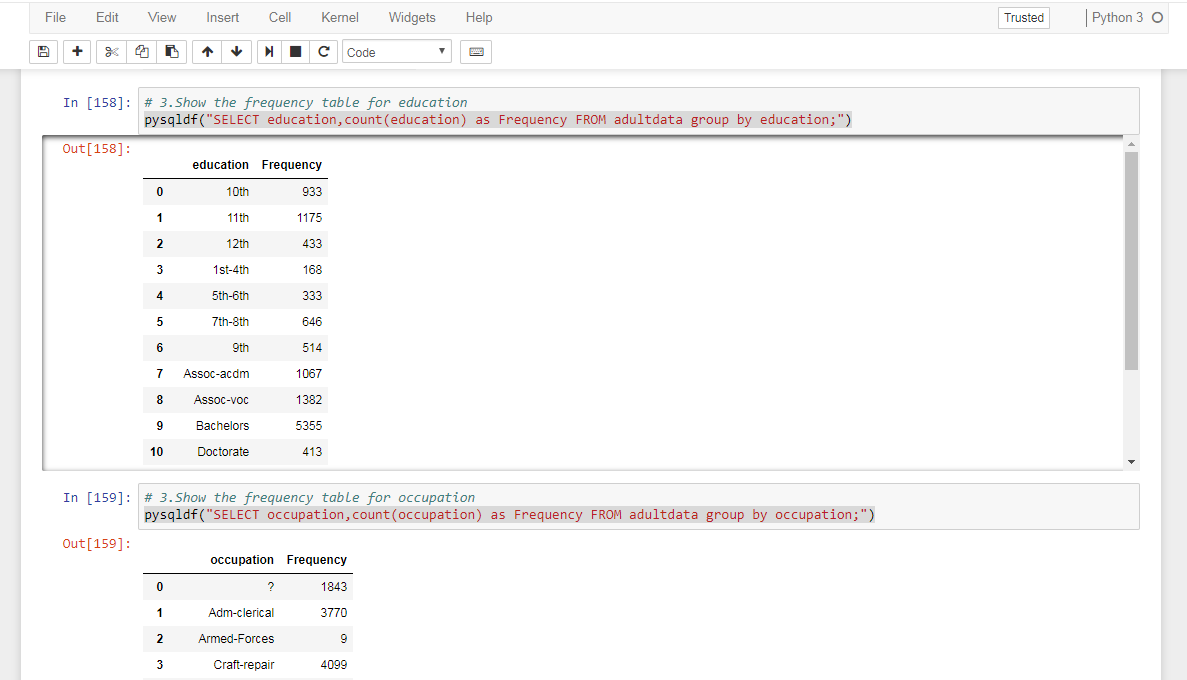 File Edit View Insert Cell Kernel Widgets Help Trusted Python 3
Code
In [158]: # 3.Show the frequency table for education
pysqldf("SELECT education,count(education) as Frequency FROM adultdata group by education;")
Out[158]:
education Frequency
0 10th 933
1 11th 1175
2 12th 433
3 1st-4th 168
4 5th-6th 333
5 7th-8th 646
6 9th 514
7 Assoc-acdm 1067
8 Assoc-voc 1382
9 Bachelors 5355
10 Doctorate 413
In [159]: # 3.Show the frequency table for occupation
pysqldf("SELECT occupation,count(occupation) as Frequency FROM adultdata group by occupation;")
Out[159]:
occupation Frequency
0 ? 1843
1 Adm-clerical 3770
2 Armed-Forces 9
3 Craft-repair 4099